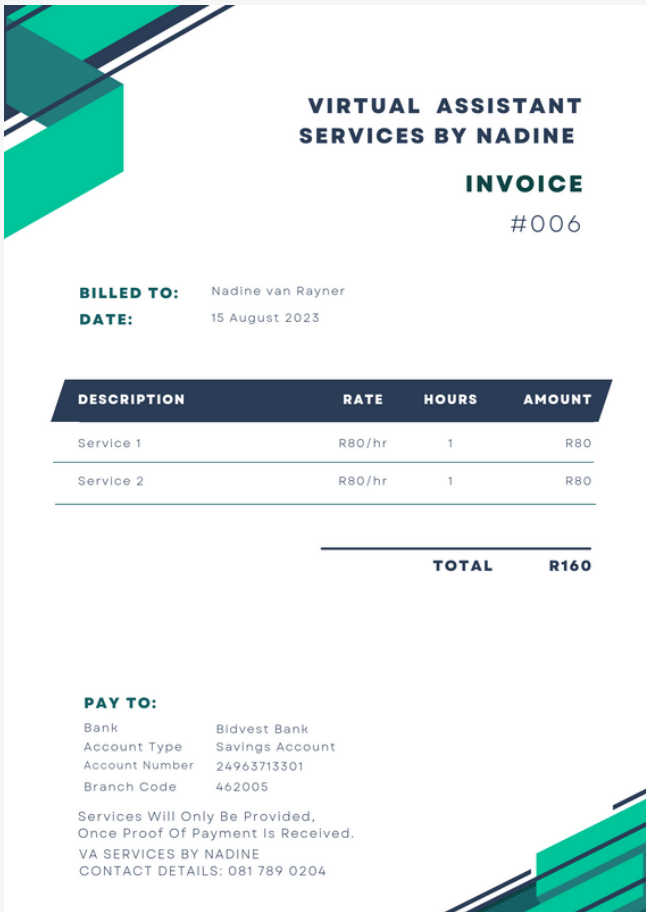 VIRTUAL ASSISTANT
SERVICES BY NADINE
INVOICE
#006
BILLED TO: Nadine van Rayner
DATE: 15 August 2023
DESCRIPTION RATE HOURS AMOUNT
Service 1 R80/hr 1 R80
Service 2 R80/hr 1 R80
TOTAL R160
PAY TO:
Bank Bidvest Bank
Account Type Savings Account
Account Number 24963713301
Branch Code 462005
Services Will Only Be Provided,
Once Proof Of Payment Is Received.
VA SERVICES BY NADINE
CONTACT DETAILS: 081 789 0204